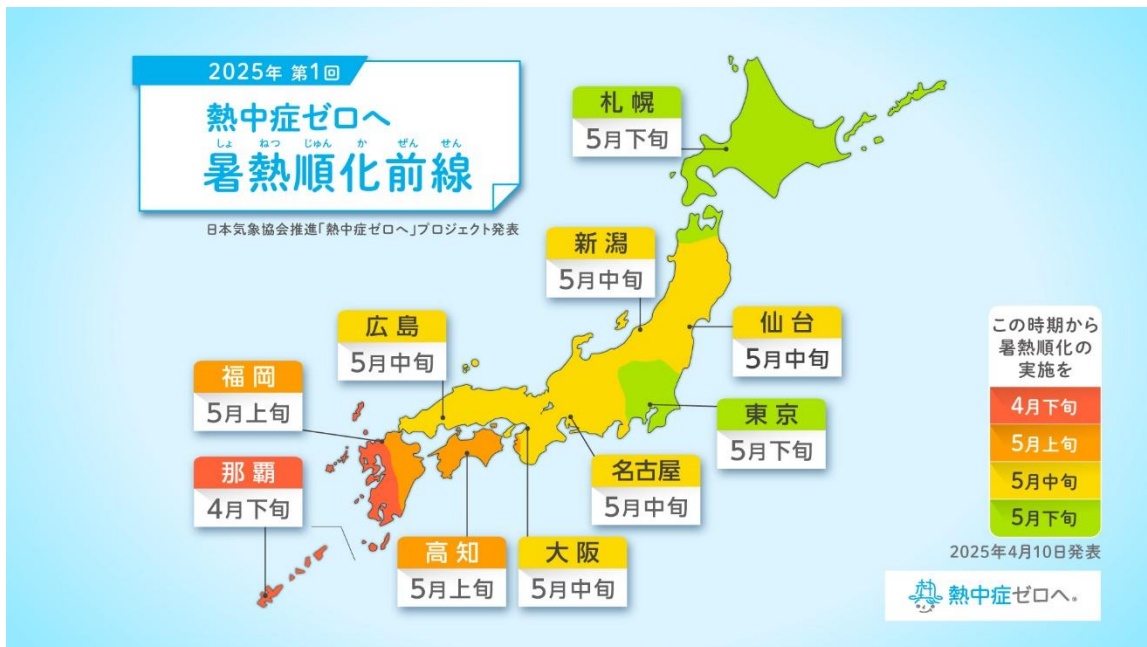 2025年 第1回
熱中症ゼロへ
しょ ねつ じゅん か ぜん せん
暑熱順化前線
日本気象協会推進「熱中症ゼロへ」プロジェクト発表
札幌
5月下旬
新潟
5月中旬
仙台
5月中旬
広島
5月中旬
福岡
5月上旬
東京
5月下旬
那覇
4月下旬
名古屋
5月中旬
高知
5月上旬
大阪
5月中旬
この時期から
暑熱順化の
実施を
4月下旬
5月上旬
5月中旬
5月下旬
2025年4月10日発表
熱中症ゼロへ。